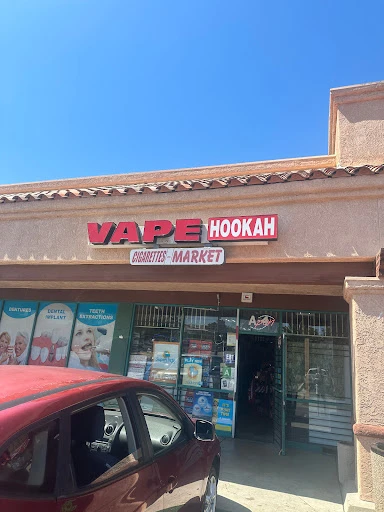 VAPE HOOKAH
CIGARETTES MARKET
DENTURES
DENTAL IMPLANT
TEETH EXTRACTIONS
A